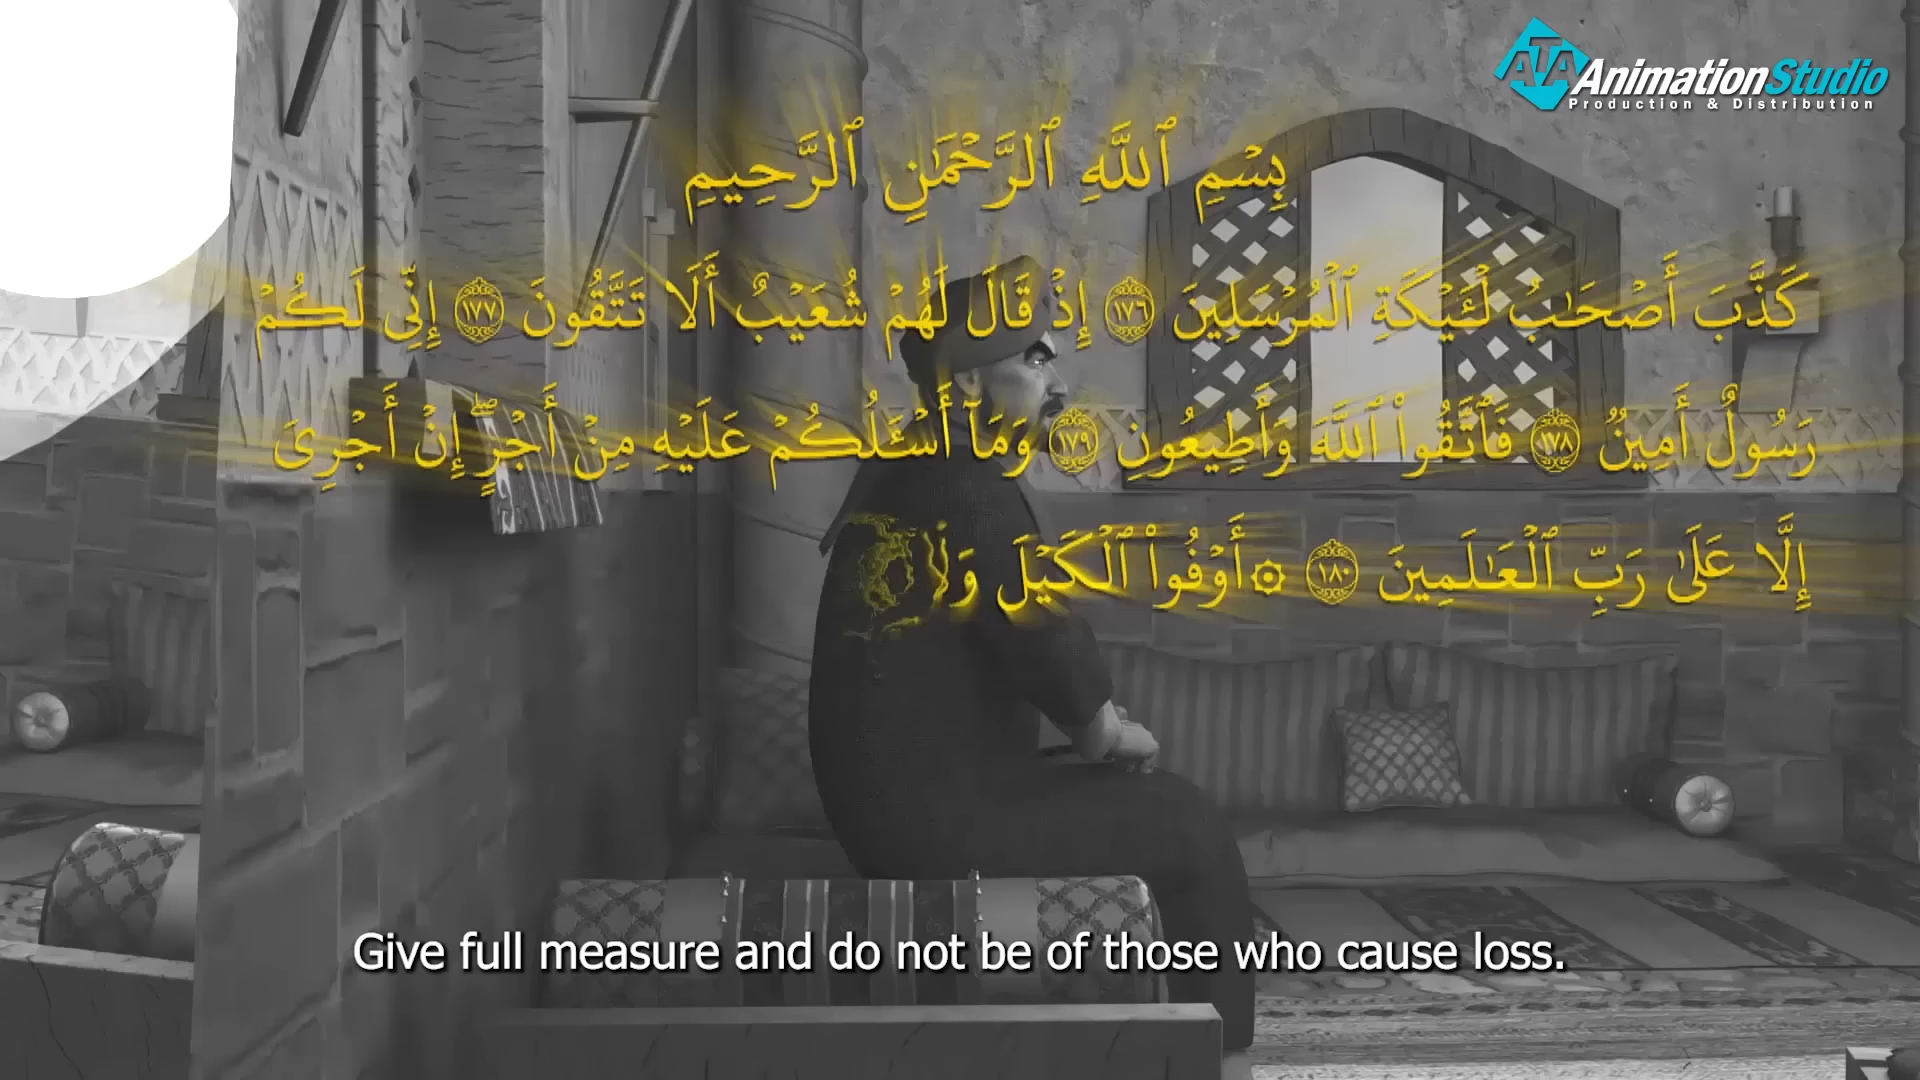 ATA AnimationStudio
Production & Distribution
بِسْمِ ٱللَّهِ ٱلرَّحْمَٰنِ ٱلرَّحِيمِ
كَذَّبَ أَصْحَٰبُ لْـَٔيْكَةِ ٱلْمُرْسَلِينَ ١٧٦ إِذْ قَالَ لَهُمْ شُعَيْبٌ أَلَا تَتَّقُونَ ١٧٧ إِنِّى لَكُمْ
رَسُولٌ أَمِينٌ ١٧٨ فَٱتَّقُوا۟ ٱللَّهَ وَأَطِيعُونِ ١٧٩ وَمَآ أَسْـَٔلُكُمْ عَلَيْهِ مِنْ أَجْرٍ ۖ إِنْ أَجْرِىَ
إِلَّا عَلَىٰ رَبِّ ٱلْعَٰلَمِينَ ١٨٠ ۞ أَوْفُوا۟ ٱلْكَيْلَ وَلَا
Give full measure and do not be of those who cause loss.